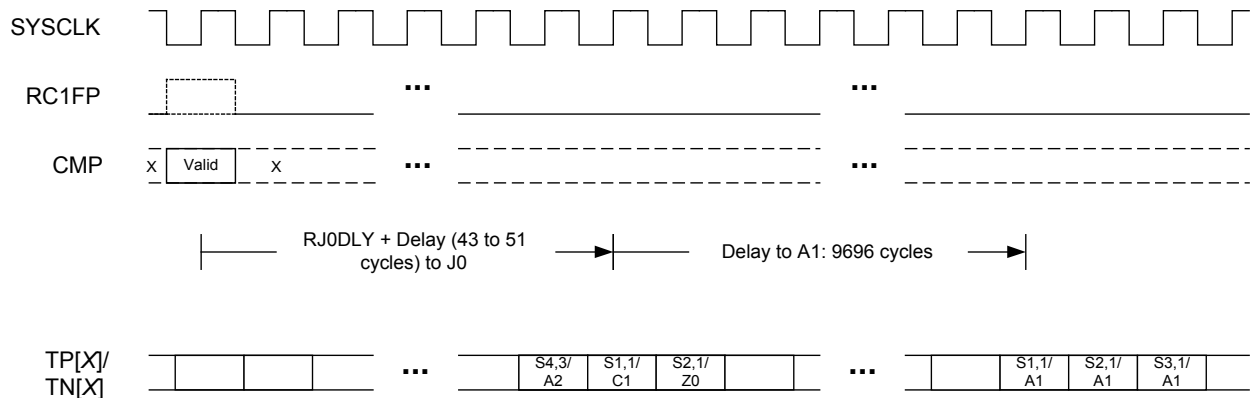 SYSCLK
RC1FP
...
...
CMP
X
Valid
X
...
...
RJ0DLY + Delay (43 to 51
cycles) to J0
Delay to A1: 9696 cycles
TP[X]/
TN[X]
...
S4,3/
A2
S1,1/
C1
S2,1/
Z0
...
S1,1/
A1
S2,1/
A1
S3,1/
A1